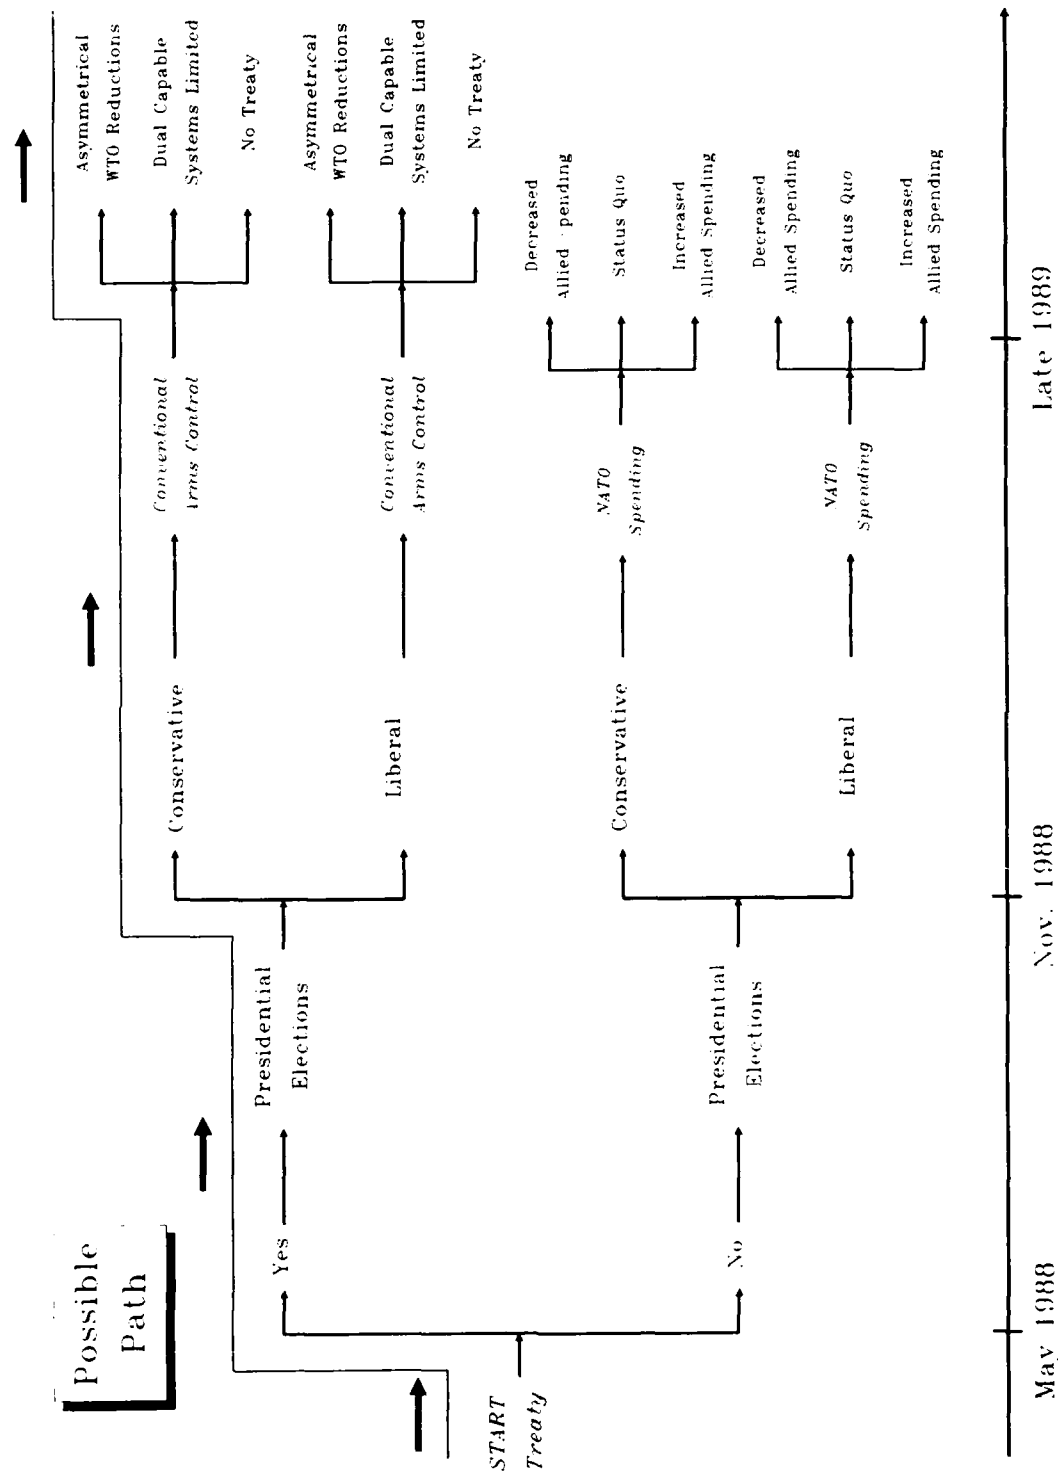 Possible
Path
START
Treaty
Yes
Presidential
Elections
Conservative
Conventional
Arms Control
Asymmetrical
WTO Reductions
Dual Capable
Systems Limited
No Treaty
Liberal
Conventional
Arms Control
Asymmetrical
WTO Reductions
Dual Capable
Systems Limited
No Treaty
No
Presidential
Elections
Conservative
NATO
Spending
Decreased
Allied pending
Status Quo
Increased
Allied Spending
Liberal
NATO
Spending
Decreased
Allied Spending
Status Quo
Increased
Allied Spending
May 1988
Nov. 1988
Late 1989